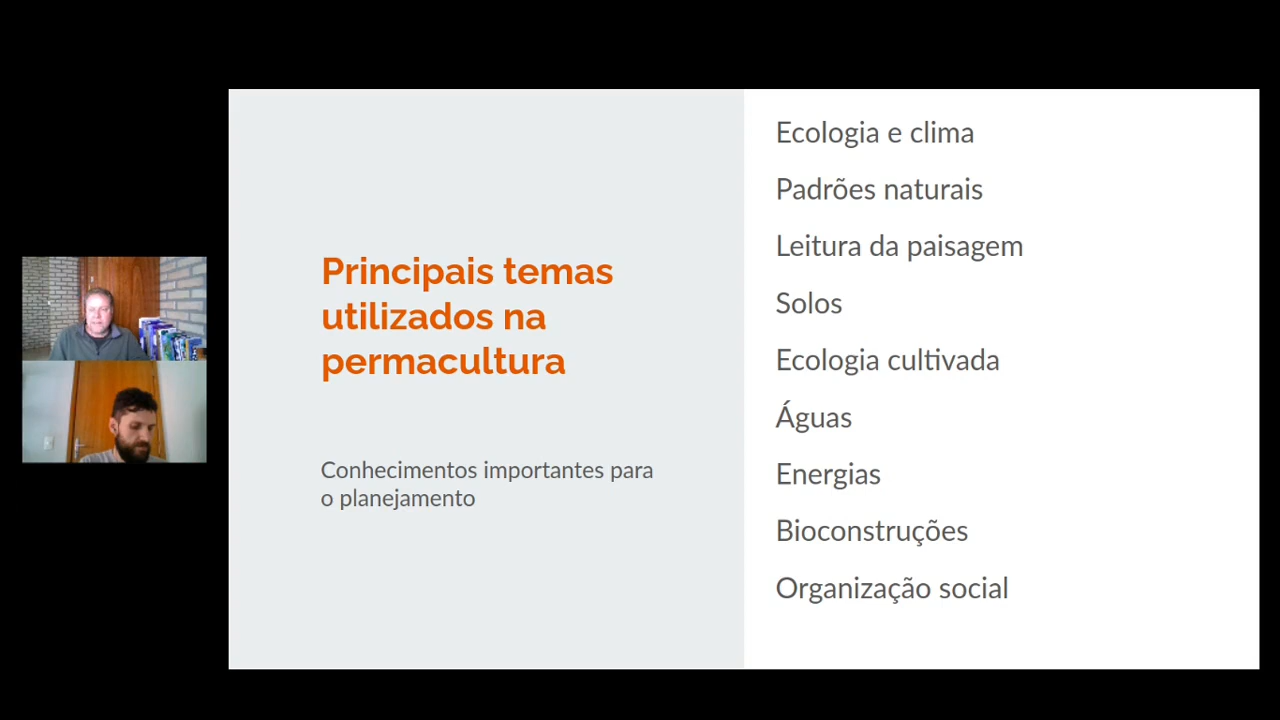 Principais temas
utilizados na
permacultura
Conhecimentos importantes para
o planejamento
Ecologia e clima
Padrões naturais
Leitura da paisagem
Solos
Ecologia cultivada
Águas
Energias
Bioconstruções
Organização social